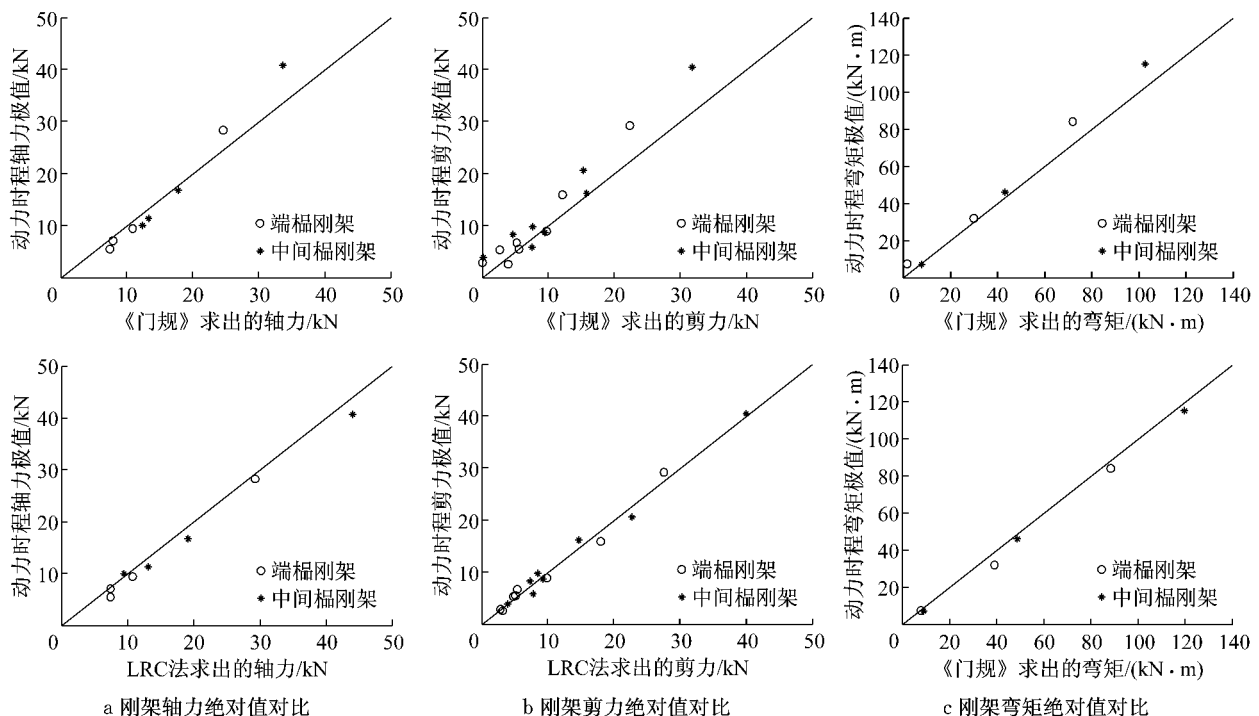 动力时程轴力极值/kN
50
40
30
20
10
0
10
20
30
40
50
端榀刚架
中间榀刚架
《门规》求出的轴力/kN
动力时程剪力极值/kN
50
40
30
20
10
0
10
20
30
40
50
端榀刚架
中间榀刚架
《门规》求出的剪力/kN
动力时程弯矩极值/(kN·m)
140
120
100
80
60
40
20
0
20
40
60
80
100
120
140
端榀刚架
中间榀刚架
《门规》求出的弯矩/(kN·m)
动力时程轴力极值/kN
50
40
30
20
10
0
10
20
30
40
50
端榀刚架
中间榀刚架
LRC法求出的轴力/kN
a 刚架轴力绝对值对比
动力时程剪力极值/kN
50
40
30
20
10
0
10
20
30
40
50
端榀刚架
中间榀刚架
LRC法求出的剪力/kN
b 刚架剪力绝对值对比
动力时程弯矩极值/(kN·m)
140
120
100
80
60
40
20
0
20
40
60
80
100
120
140
端榀刚架
中间榀刚架
《门规》求出的弯矩/(kN·m)
c 刚架弯矩绝对值对比